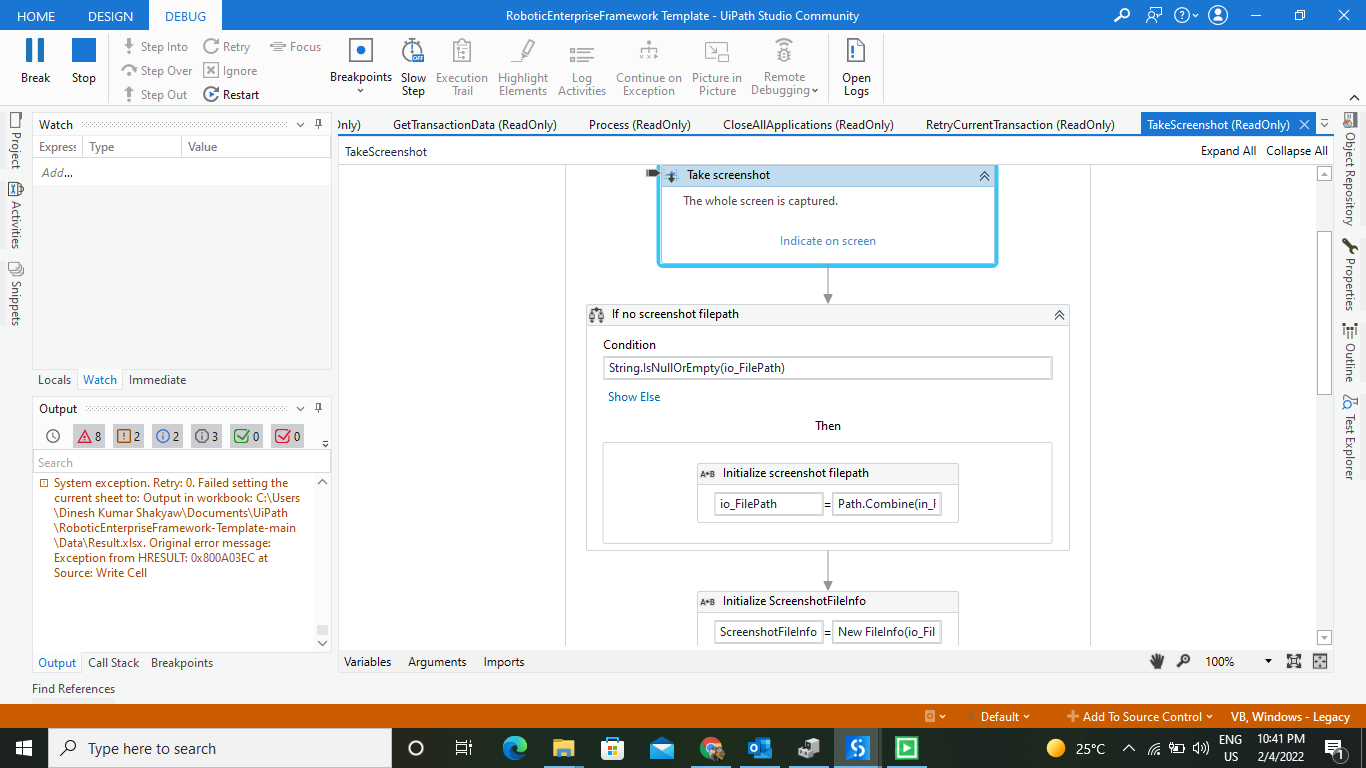 HOME DESIGN DEBUG RoboticEnterpriseFramework Template - UiPath Studio Community
Break Stop Step Into Step Over Step Out Retry Ignore Restart Focus
Breakpoints Slow Step Execution Trail Highlight Elements Log Activities Continue on Exception Picture in Picture Remote Debugging Open Logs
Project
Activities
Snippets
Watch
Express Type Value
Add...
Locals Watch Immediate
Output
8 2 2 3 0 0
Search
System exception. Retry: 0. Failed setting the
current sheet to: Output in workbook: C:\Users
\Dinesh Kumar Shakyaw\Documents\UiPath
\RoboticEnterpriseFramework-Template-main
\Data\Result.xlsx. Original error message:
Exception from HRESULT: 0x800A03EC at
Source: Write Cell
Output Call Stack Breakpoints
Find References
Only) GetTransactionData (ReadOnly) Process (ReadOnly) CloseAllApplications (ReadOnly) RetryCurrentTransaction (ReadOnly) TakeScreenshot (ReadOnly)
TakeScreenshot Expand All Collapse All
Take screenshot
The whole screen is captured.
Indicate on screen
If no screenshot filepath
Condition
String.IsNullOrEmpty(io_FilePath)
Show Else
Then
A*B Initialize screenshot filepath
io_FilePath = Path.Combine(in_F
A*B Initialize ScreenshotFileInfo
ScreenshotFileInfo = New FileInfo(io_Fil
Variables Arguments Imports 100%
Object Repository
Properties
Outline
Test Explorer
Default Add To Source Control VB, Windows - Legacy
Type here to search 25°C ENG US 10:41 PM 2/4/2022 1